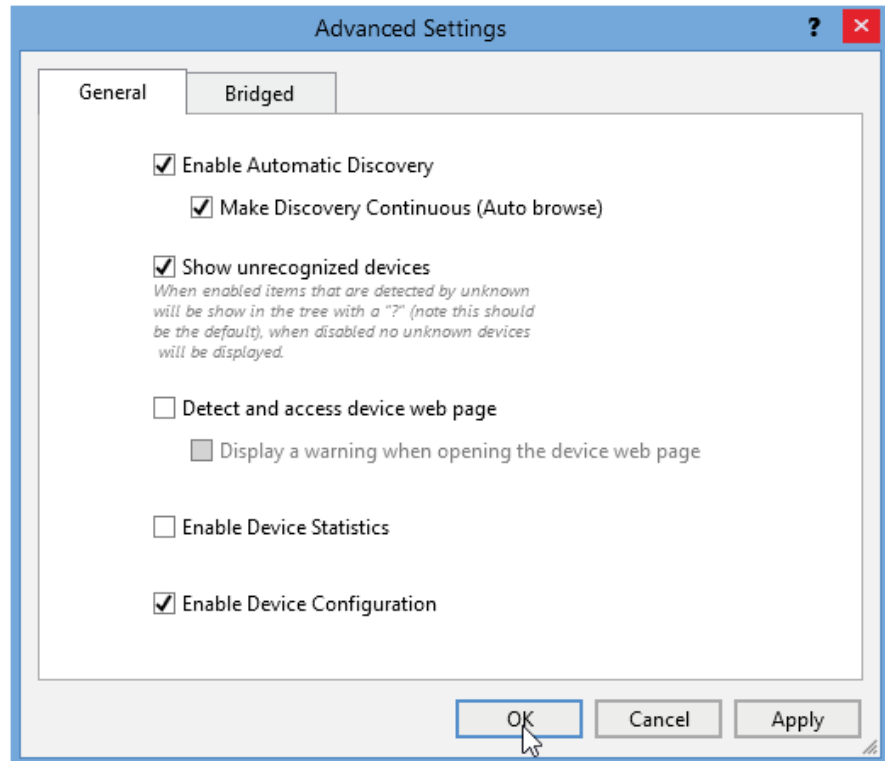 Advanced Settings
?
General
Bridged
Enable Automatic Discovery
Make Discovery Continuous (Auto browse)
Show unrecognized devices
When enabled items that are detected by unknown
will be show in the tree with a "?" (note this should
be the default), when disabled no unknown devices
will be displayed.
Detect and access device web page
Display a warning when opening the device web page
Enable Device Statistics
Enable Device Configuration
OK
Cancel
Apply